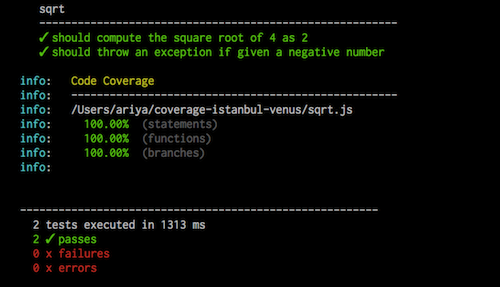 sqrt
--------------------------------------------------
✓ should compute the square root of 4 as 2
✓ should throw an exception if given a negative number
info: Code Coverage
info: --------------------------------------------------
info: /Users/ariya/coverage-istanbul-venus/sqrt.js
info: 100.00% (statements)
info: 100.00% (functions)
info: 100.00% (branches)
info:
--------------------------------------------------------
2 tests executed in 1313 ms
2 ✓ passes
0 x failures
0 x errors